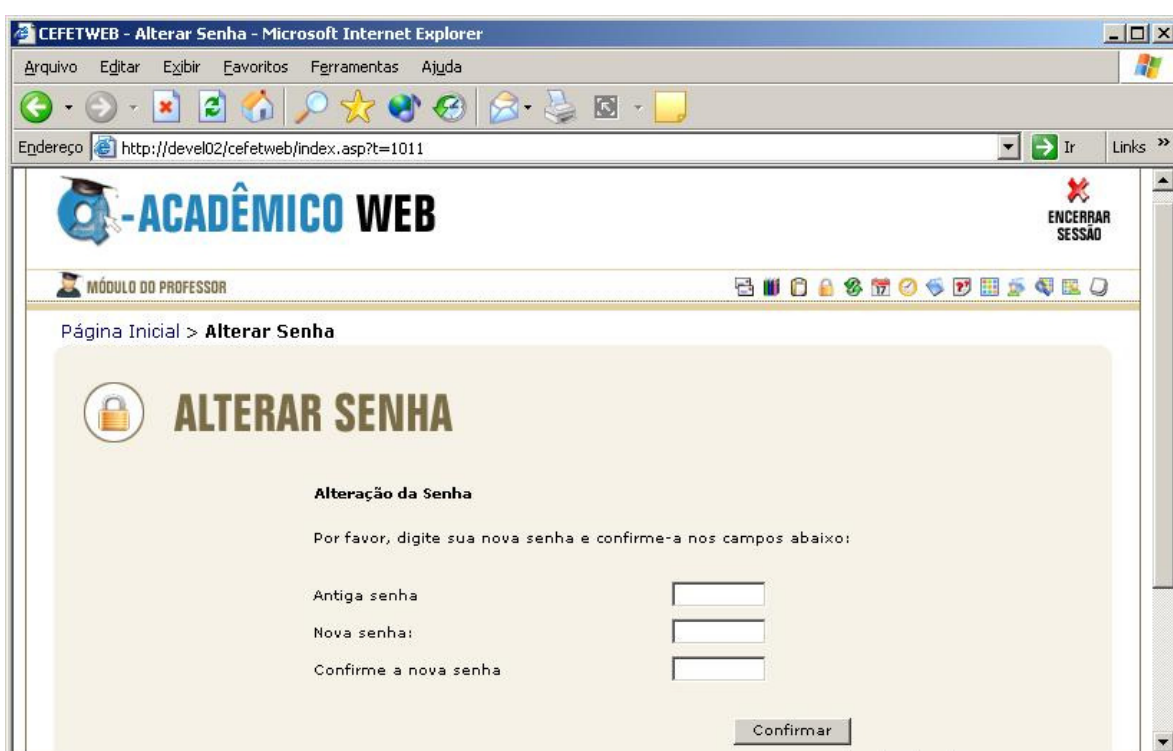 CEFETWEB - Alterar Senha - Microsoft Internet Explorer
Arquivo Editar Exibir Favoritos Ferramentas Ajuda
Endereço http://devel02/cefetweb/index.asp?t=1011 Ir Links »
Q-ACADÊMICO WEB
ENCERRAR
SESSÃO
MÓDULO DO PROFESSOR
17
Página Inicial > Alterar Senha
ALTERAR SENHA
Alteração da Senha
Por favor, digite sua nova senha e confirme-a nos campos abaixo:
Antiga senha
Nova senha:
Confirme a nova senha
Confirmar